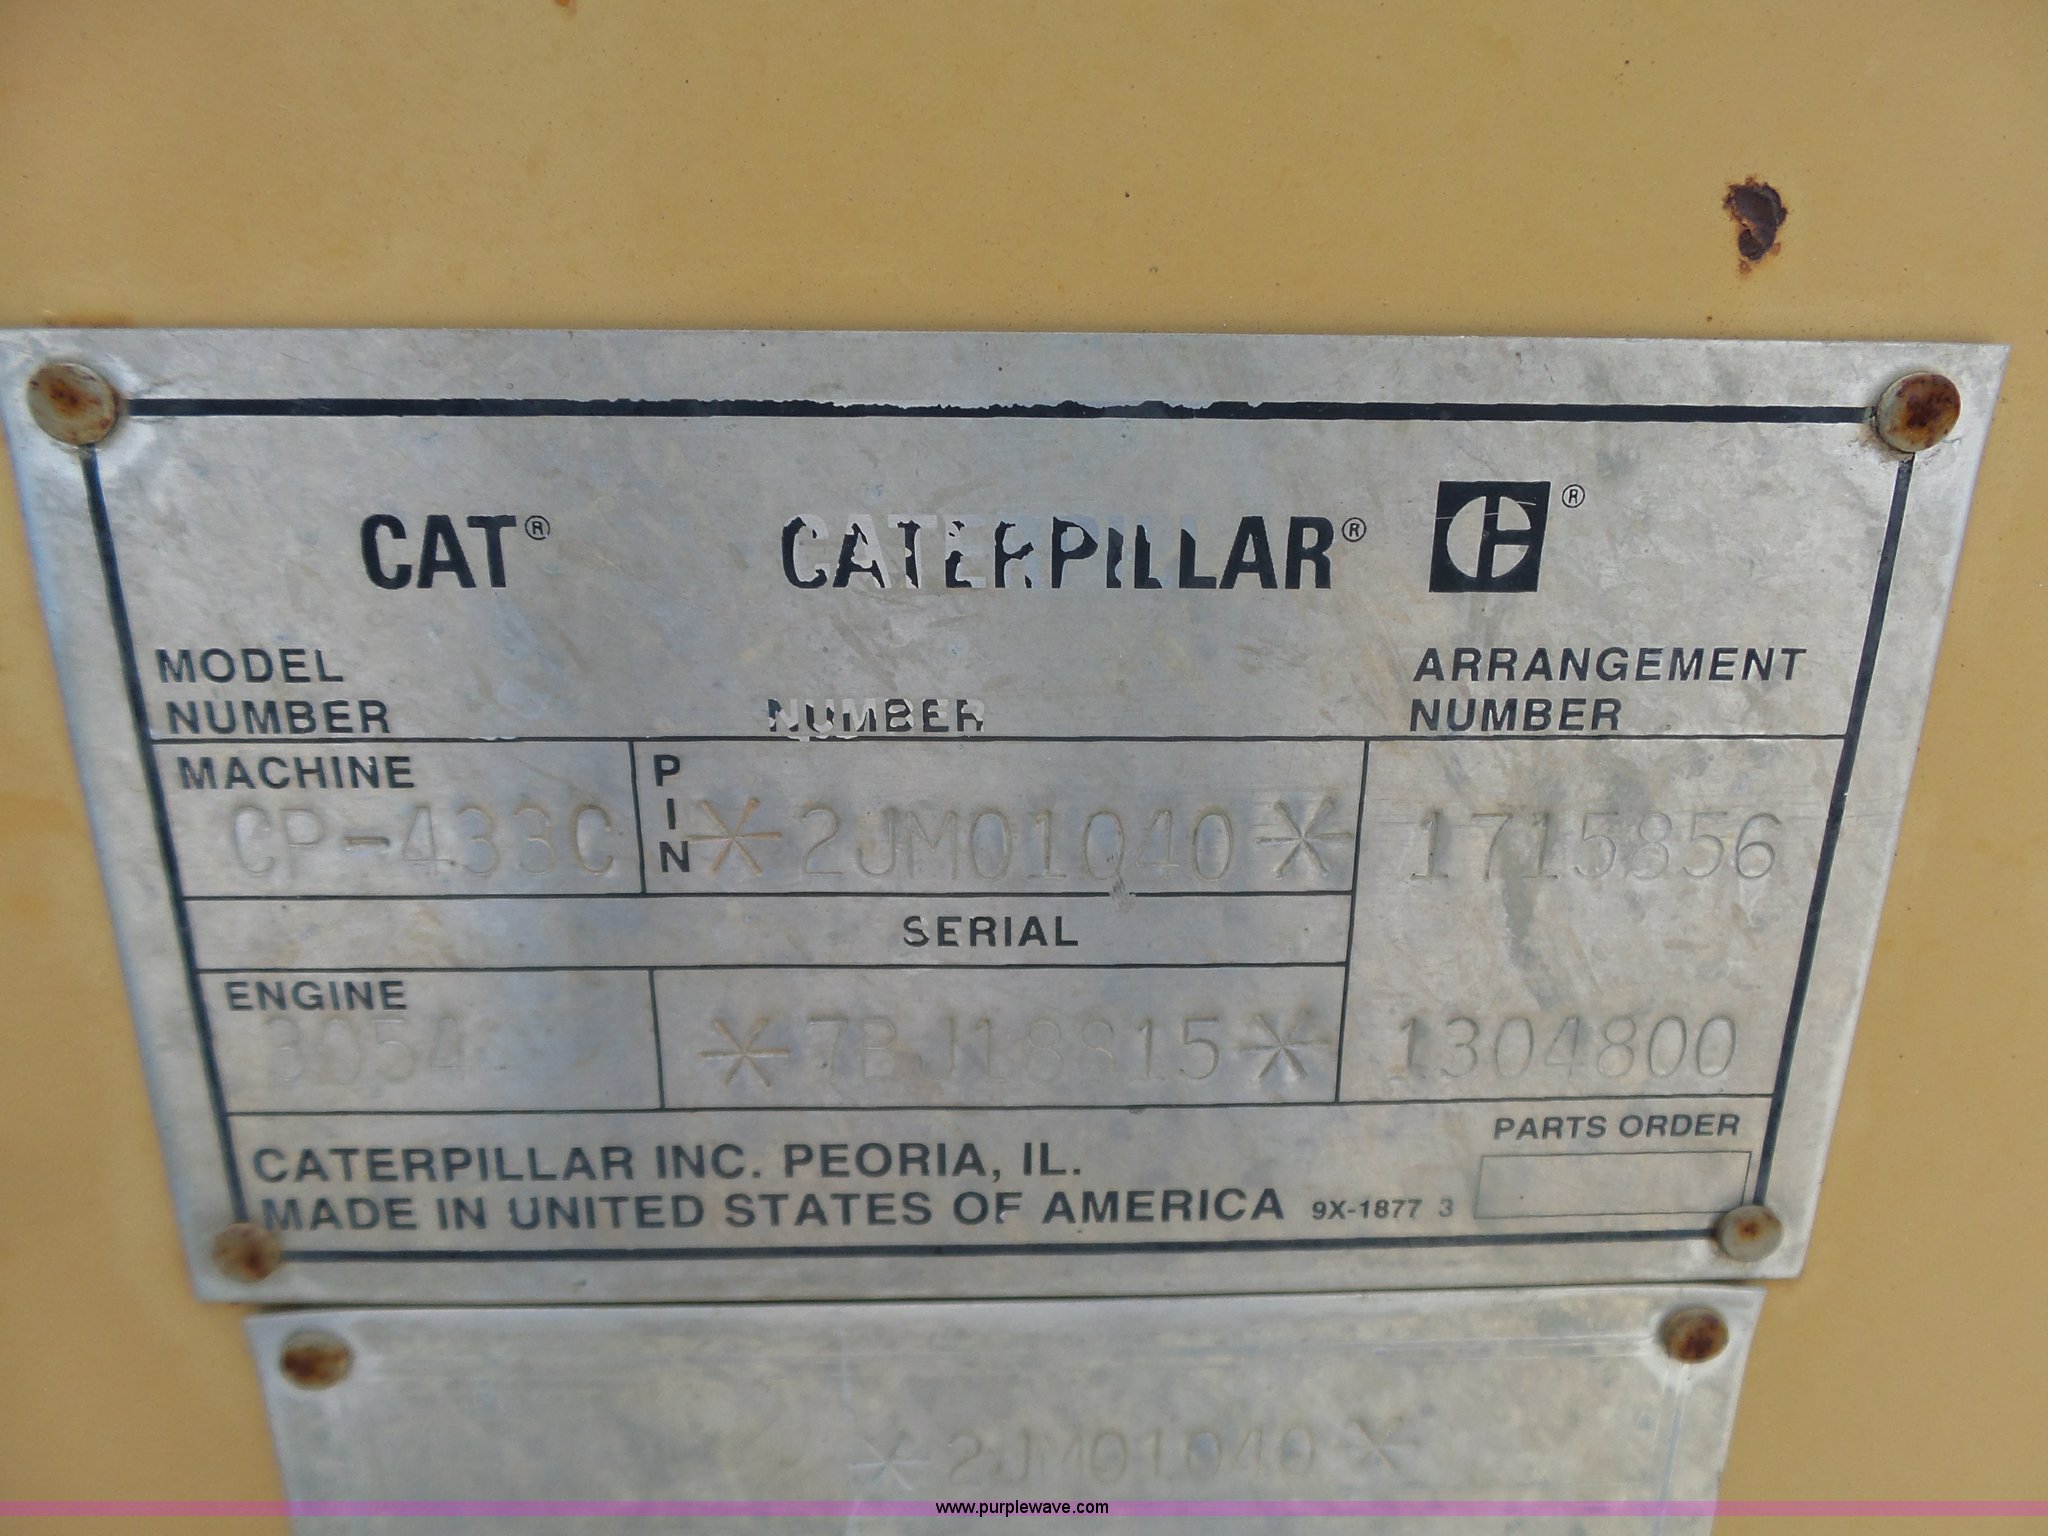 CAT® CATERPILLAR® ®
MODEL NUMBER NUMBER ARRANGEMENT NUMBER
MACHINE PIN
CP-433C *2JM01040* 1715856
SERIAL
ENGINE
3054 *7BJ18815* 1304800
PARTS ORDER
CATERPILLAR INC. PEORIA, IL.
MADE IN UNITED STATES OF AMERICA 9X-1877 3
*2JM01040*
www.purplewave.com